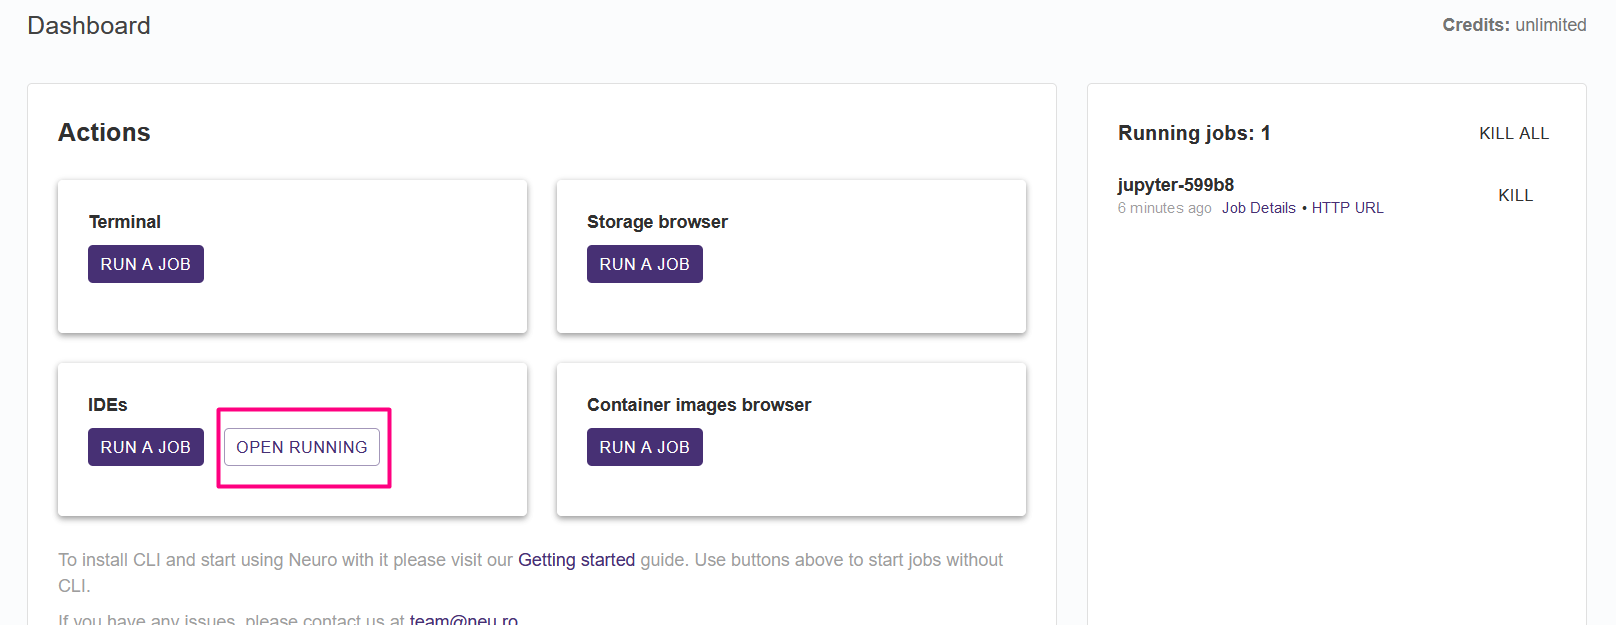 Dashboard
Credits: unlimited
Actions
Terminal
RUN A JOB
Storage browser
RUN A JOB
IDEs
RUN A JOB OPEN RUNNING
Container images browser
RUN A JOB
To install CLI and start using Neuro with it please visit our Getting started guide. Use buttons above to start jobs without
CLI.
If you have any issues, please contact us at team@neu.ro
Running jobs: 1 KILL ALL
jupyter-599b8
6 minutes ago Job Details • HTTP URL
KILL